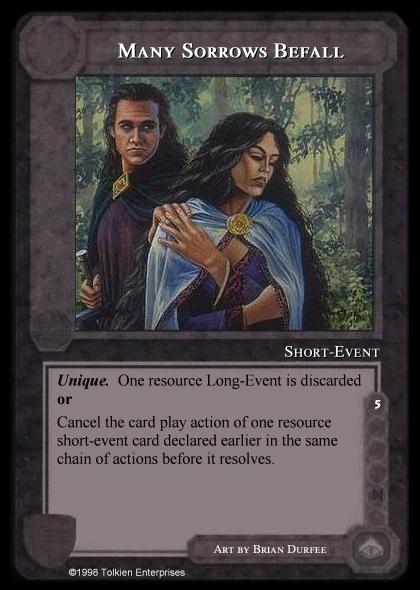 Many Sorrows Befall
Short-Event
Unique. One resource Long-Event is discarded
or
Cancel the card play action of one resource
short-event card declared earlier in the same
chain of actions before it resolves.
5
N
Art by Brian Durfee
©1998 Tolkien Enterprises